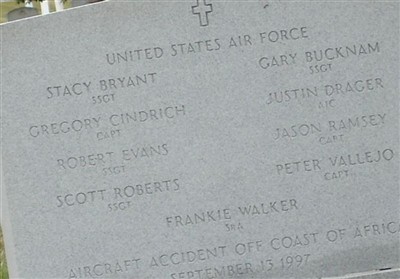 UNITED STATES AIR FORCE
STACY BRYANT
SSGT
GARY BUCKNAM
SSGT
GREGORY CINDRICH
CAPT
JUSTIN DRAGER
A1C
ROBERT EVANS
SSGT
JASON RAMSEY
CAPT
SCOTT ROBERTS
SSGT
PETER VALLEJO
CAPT
FRANKIE WALKER
SRA
AIRCRAFT ACCIDENT OFF COAST OF AFRICA
SEPTEMBER 13, 1997